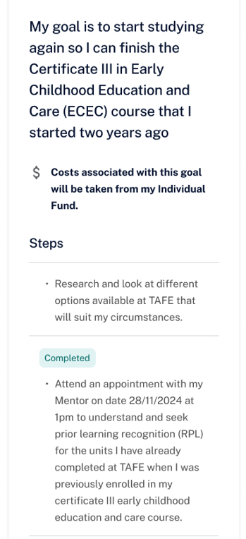 My goal is to start studying
again so I can finish the
Certificate III in Early
Childhood Education and
Care (ECEC) course that I
started two years ago
$ Costs associated with this goal
will be taken from my Individual
Fund.
Steps
• Research and look at different
options available at TAFE that
will suit my circumstances.
Completed
• Attend an appointment with my
Mentor on date 28/11/2024 at
1pm to understand and seek
prior learning recognition (RPL)
for the units I have already
completed at TAFE when I was
previously enrolled in my
certificate III early childhood
education and care course.